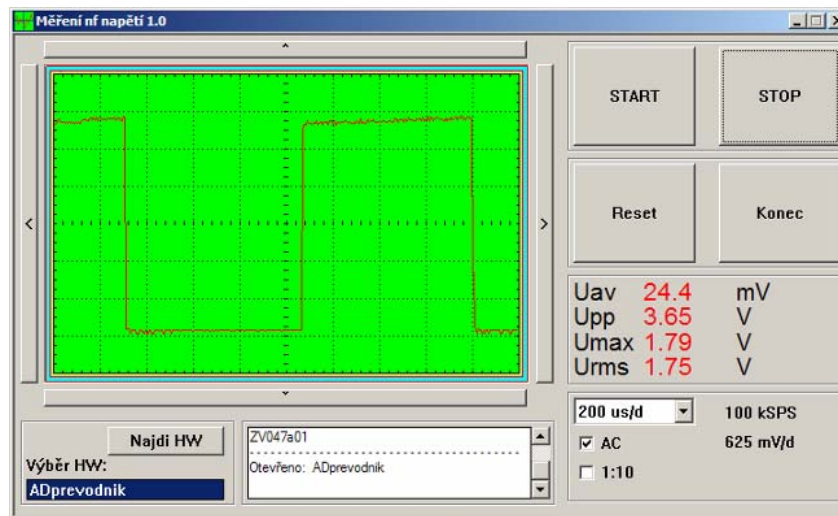 Měření nf napětí 1.0
START
STOP
Reset
Konec
Uav 24.4 mV
Upp 3.65 V
Umax 1.79 V
Urms 1.75 V
200 us/d
100 kSPS
AC
625 mV/d
1:10
Najdi HW
Výběr HW:
ADprevodnik
ZV047a01
Otevřeno: ADprevodnik